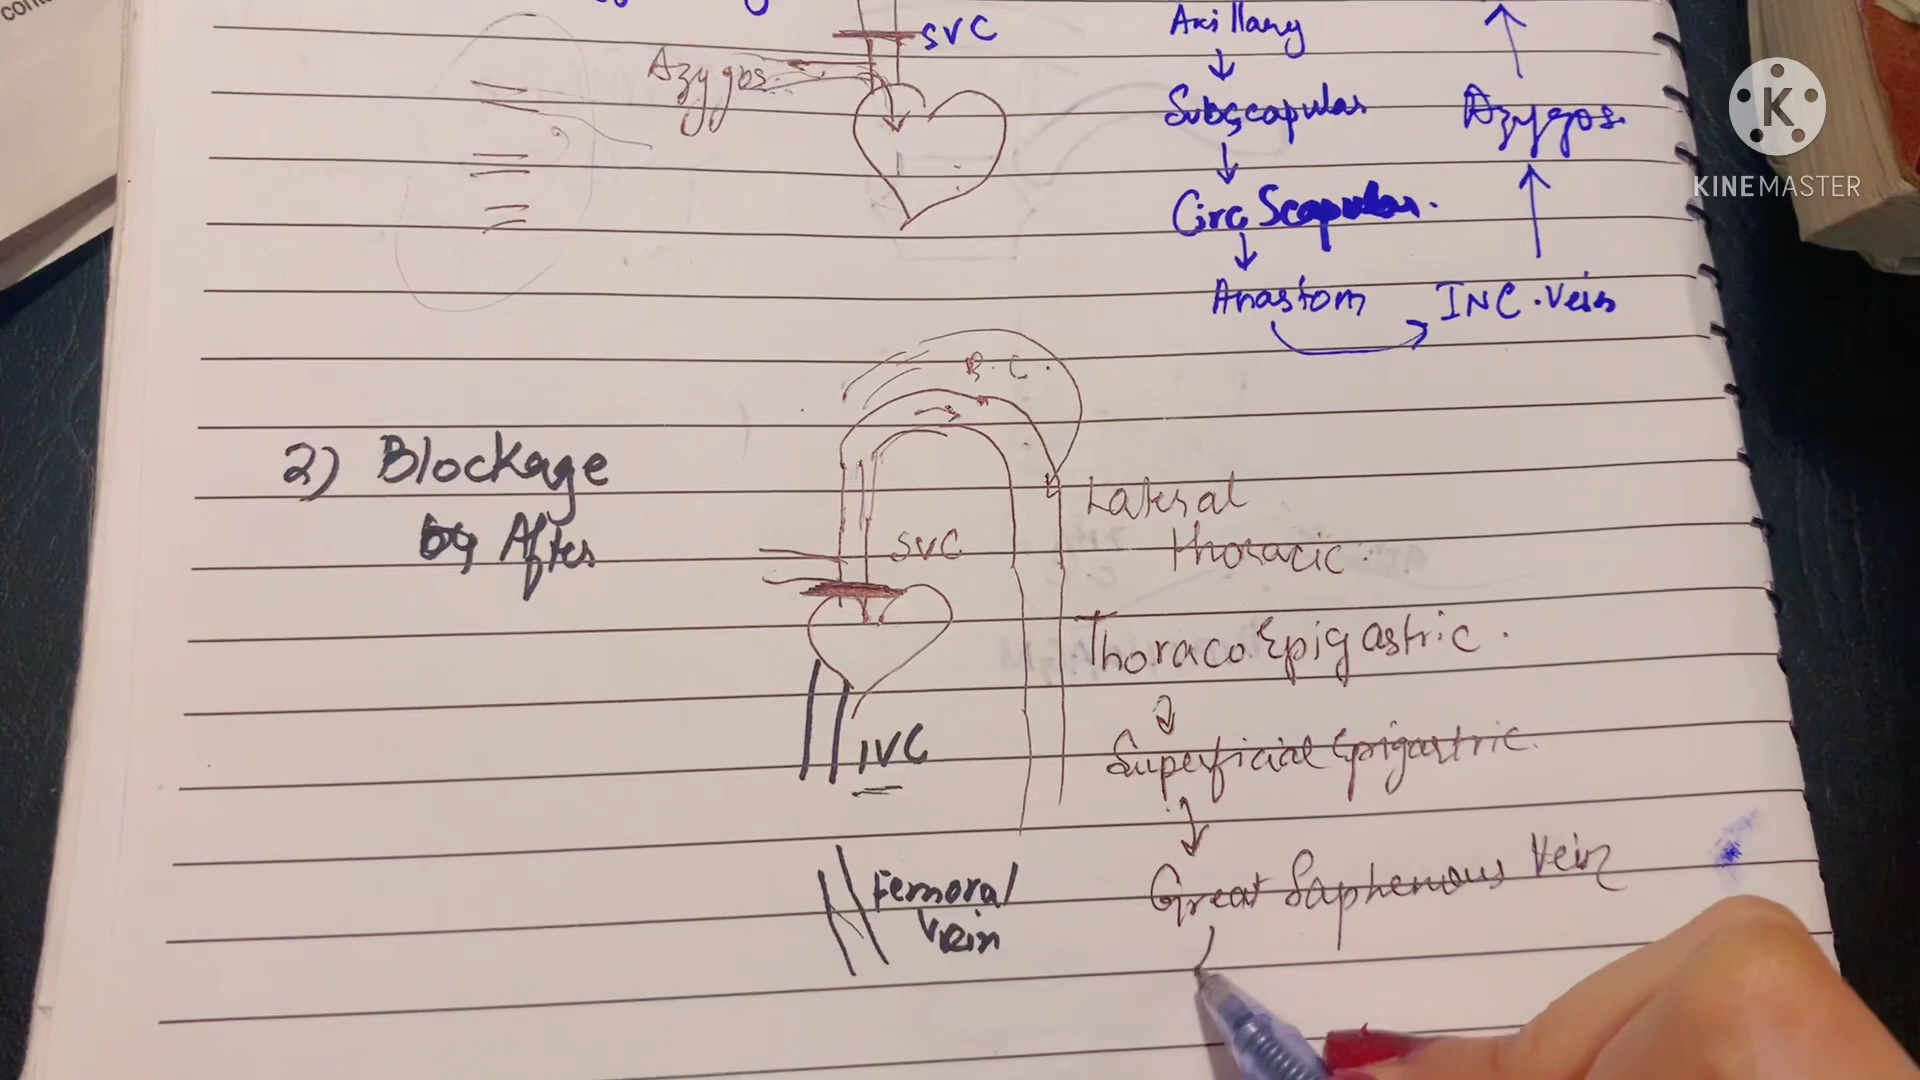 SVC
Axillary
Azygos.
Subscapular
Azygos.
KINEMASTER
Circ Scapular.
Anastom
INC. Vein
B.C.
2) Blockage
After
SVC
Lateral
thoracic.
Thoraco Epigastric.
Superficial Epigastric.
IVC
Great Saphenous Vein
Femoral
Vein